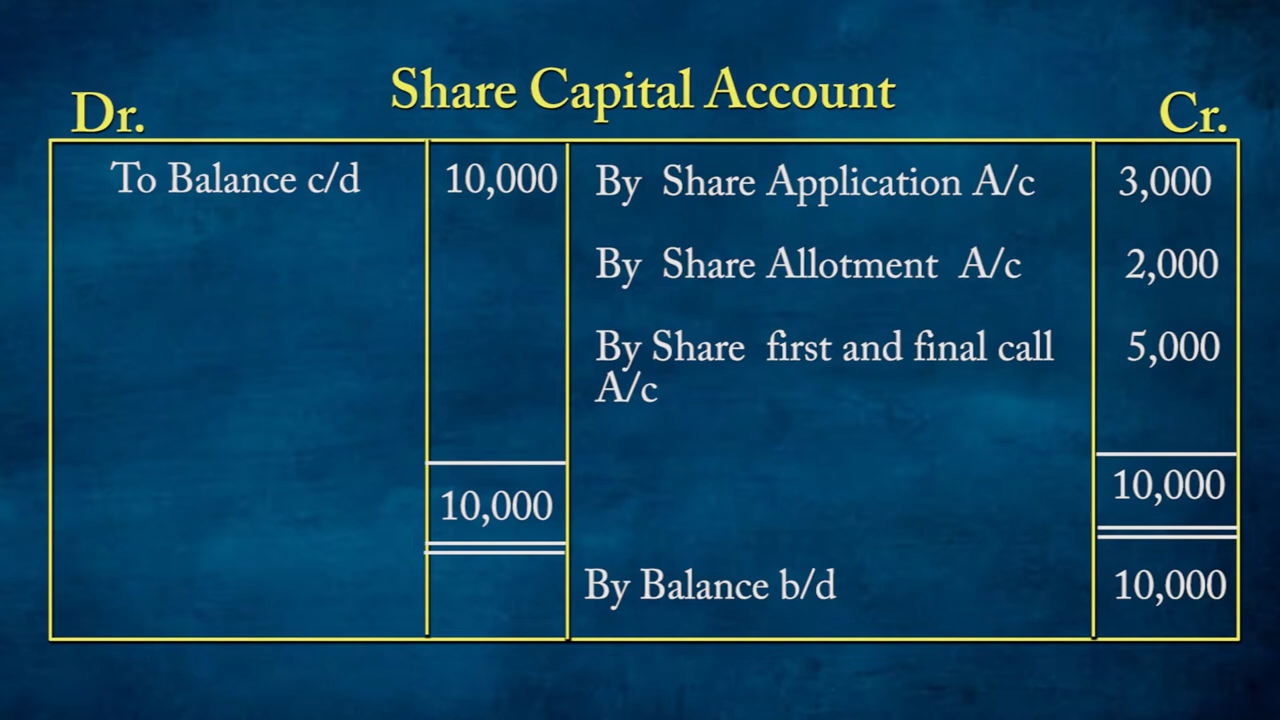 Share Capital Account
Dr. Cr.
To Balance c/d 10,000 By Share Application A/c 3,000
By Share Allotment A/c 2,000
By Share first and final call 5,000
A/c
10,000 10,000
By Balance b/d 10,000